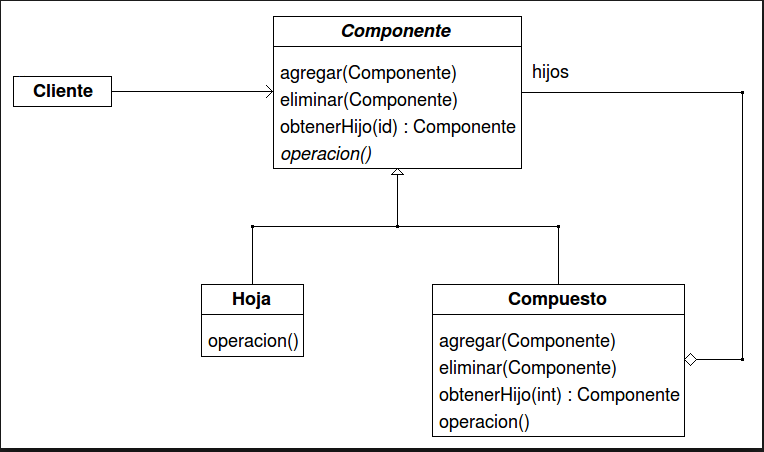 Componente
agregar(Componente)
eliminar(Componente)
obtenerHijo(id) : Componente
operacion()
hijos
Cliente
Hoja
operacion()
Compuesto
agregar(Componente)
eliminar(Componente)
obtenerHijo(int) : Componente
operacion()